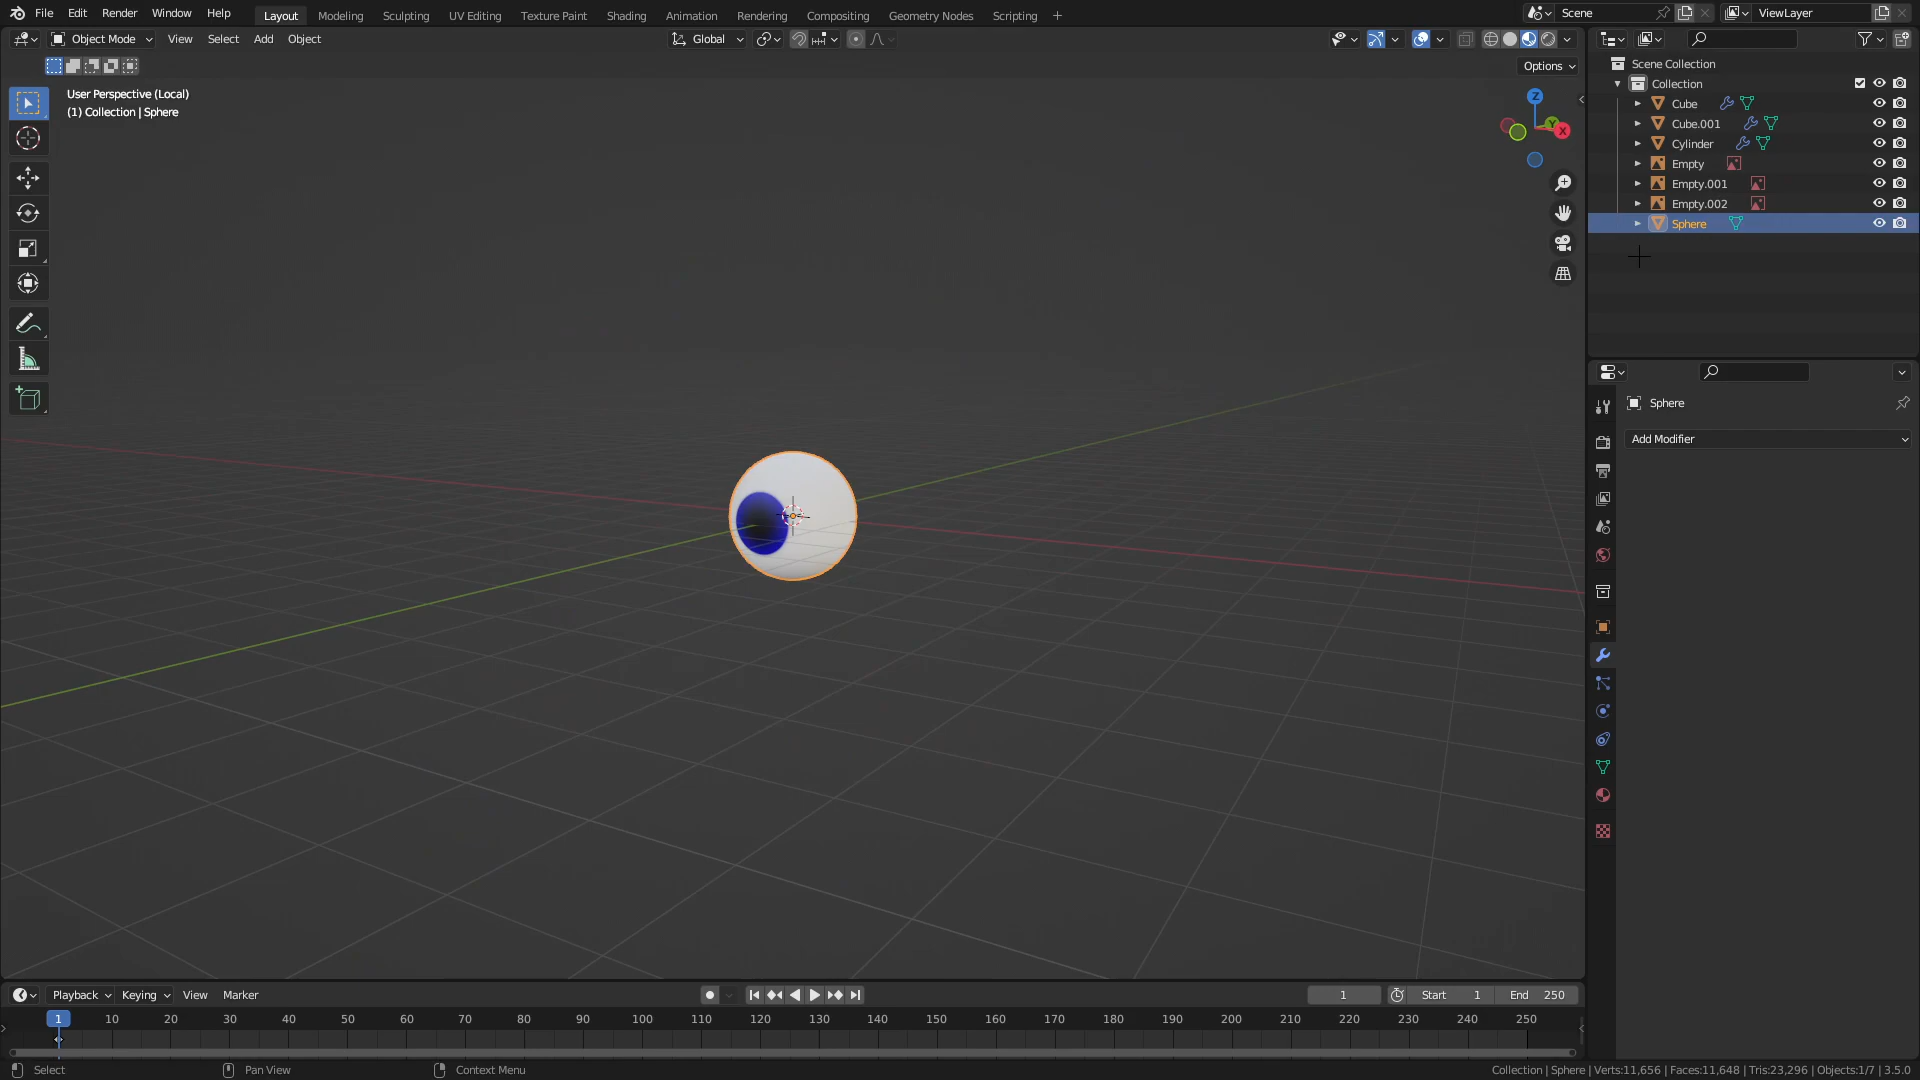 File Edit Render Window Help Layout Modeling Sculpting UV Editing Texture Paint Shading Animation Rendering Compositing Geometry Nodes Scripting + Scene ViewLayer
Object Mode View Select Add Object Global
Options
User Perspective (Local)
(1) Collection | Sphere
Z
Y
X
Scene Collection
Collection
Cube
Cube.001
Cylinder
Empty
Empty.001
Empty.002
Sphere
Sphere
Add Modifier
Playback Keying View Marker 1 Start 1 End 250
1 10 20 30 40 50 60 70 80 90 100 110 120 130 140 150 160 170 180 190 200 210 220 230 240 250
Select Pan View Context Menu Collection | Sphere | Verts:11,656 | Faces:11,648 | Tris:23,296 | Objects:1/7 | 3.5.0